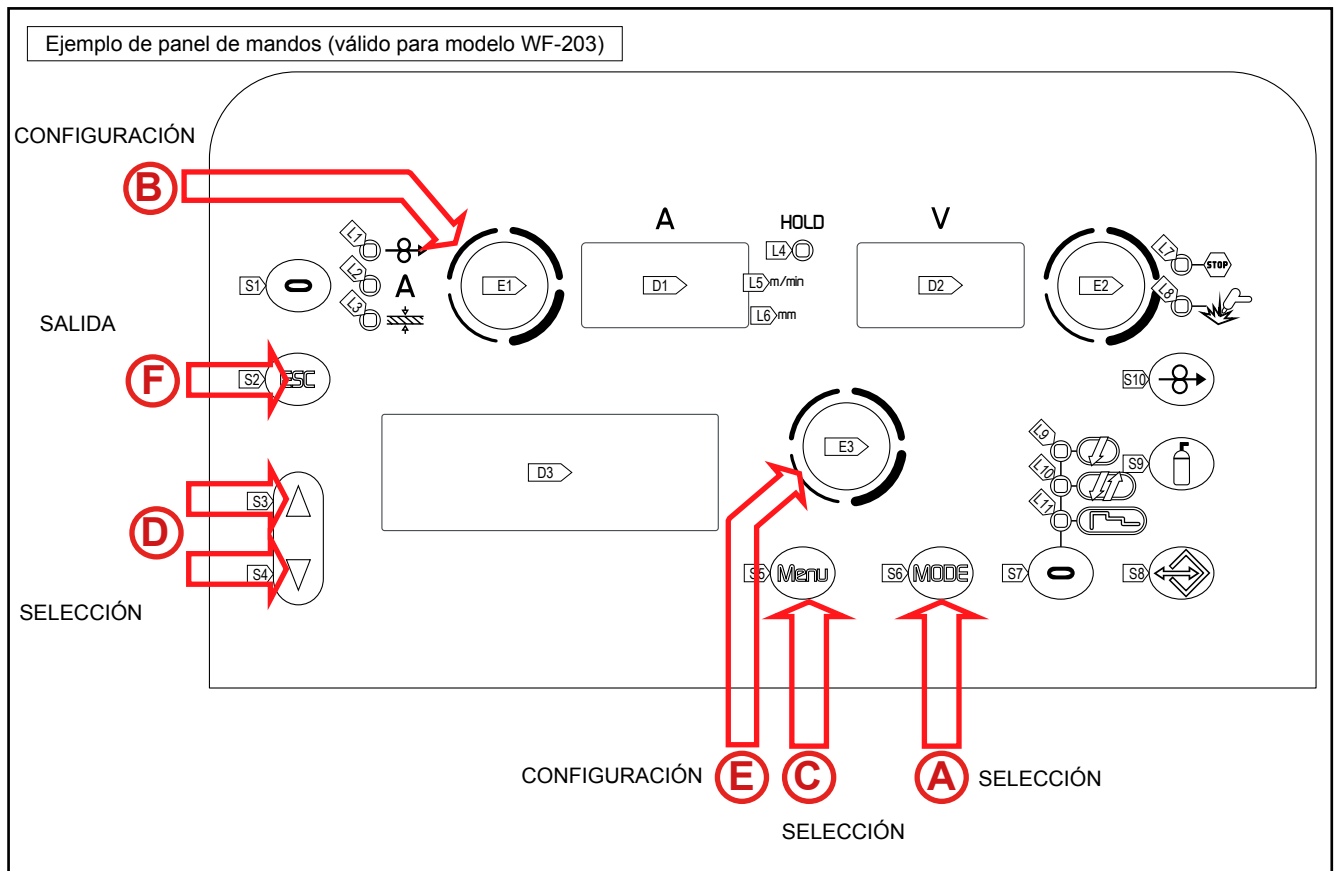 Ejemplo de panel de mandos (válido para modelo WF-203)
CONFIGURACIÓN
B
A
HOLD
V
L1
L2
A
L3
S1
E1
D1
L4
L5 m/min
L6 mm
D2
E2
L7
STOP
L8
SALIDA
F
S2
ESC
S10
D3
E3
L9
L10
L11
S9
D
S3
S4
S5
Menu
S6
MODE
S7
S8
SELECCIÓN
CONFIGURACIÓN
E
C
A
SELECCIÓN
SELECCIÓN